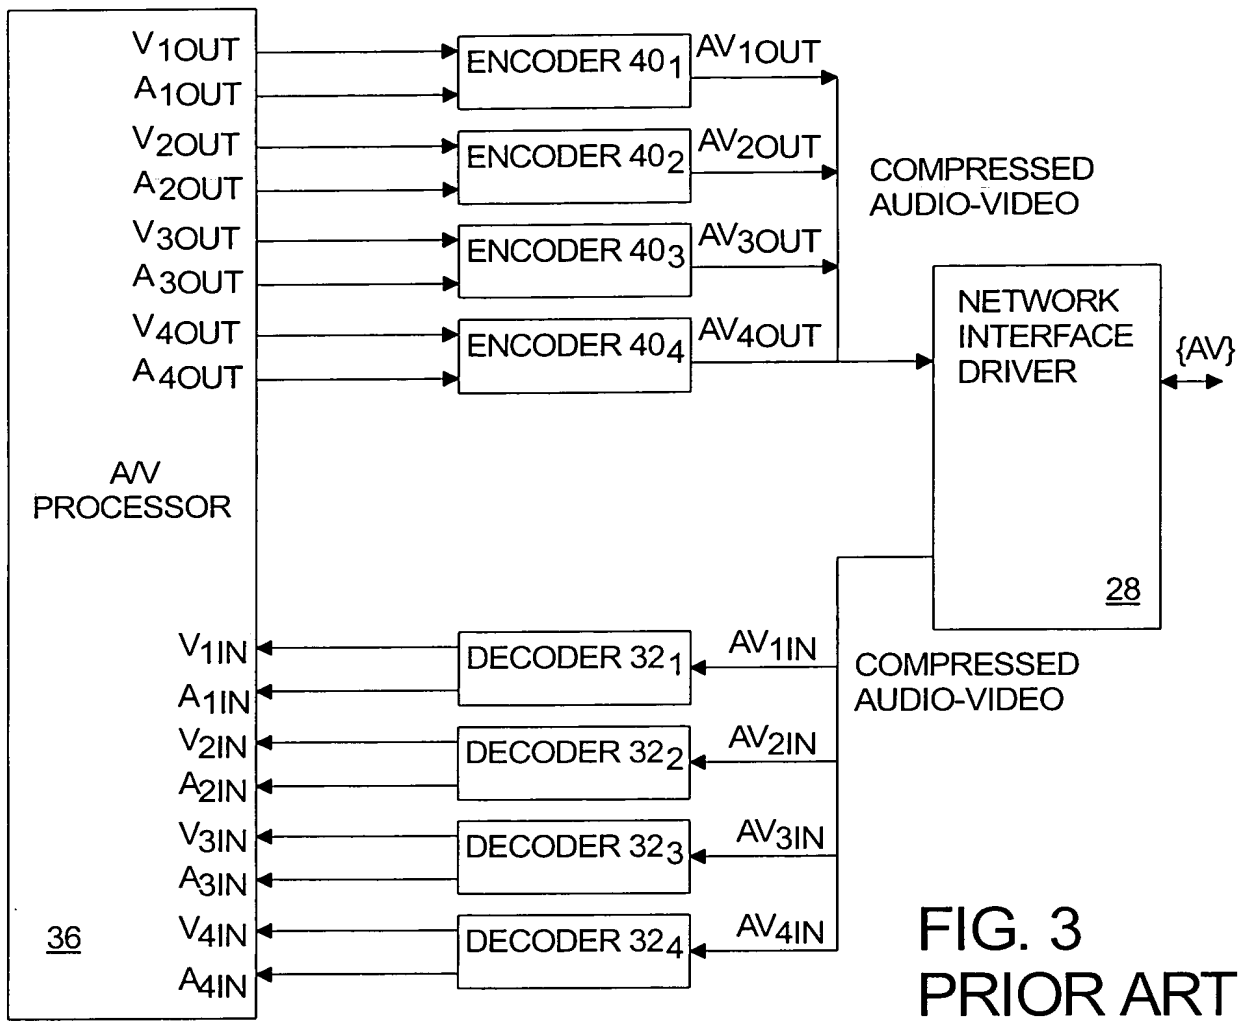 V1OUT
A1OUT
V2OUT
A2OUT
V3OUT
A3OUT
V4OUT
A4OUT
A/V
PROCESSOR
V1IN
A1IN
V2IN
A2IN
V3IN
A3IN
V4IN
A4IN
36
ENCODER 401
ENCODER 402
ENCODER 403
ENCODER 404
AV1OUT
AV2OUT
AV3OUT
AV4OUT
COMPRESSED
AUDIO-VIDEO
NETWORK
INTERFACE
DRIVER
28
{AV}
DECODER 321
DECODER 322
DECODER 323
DECODER 324
AV1IN
AV2IN
AV3IN
AV4IN
COMPRESSED
AUDIO-VIDEO
FIG. 3
PRIOR ART